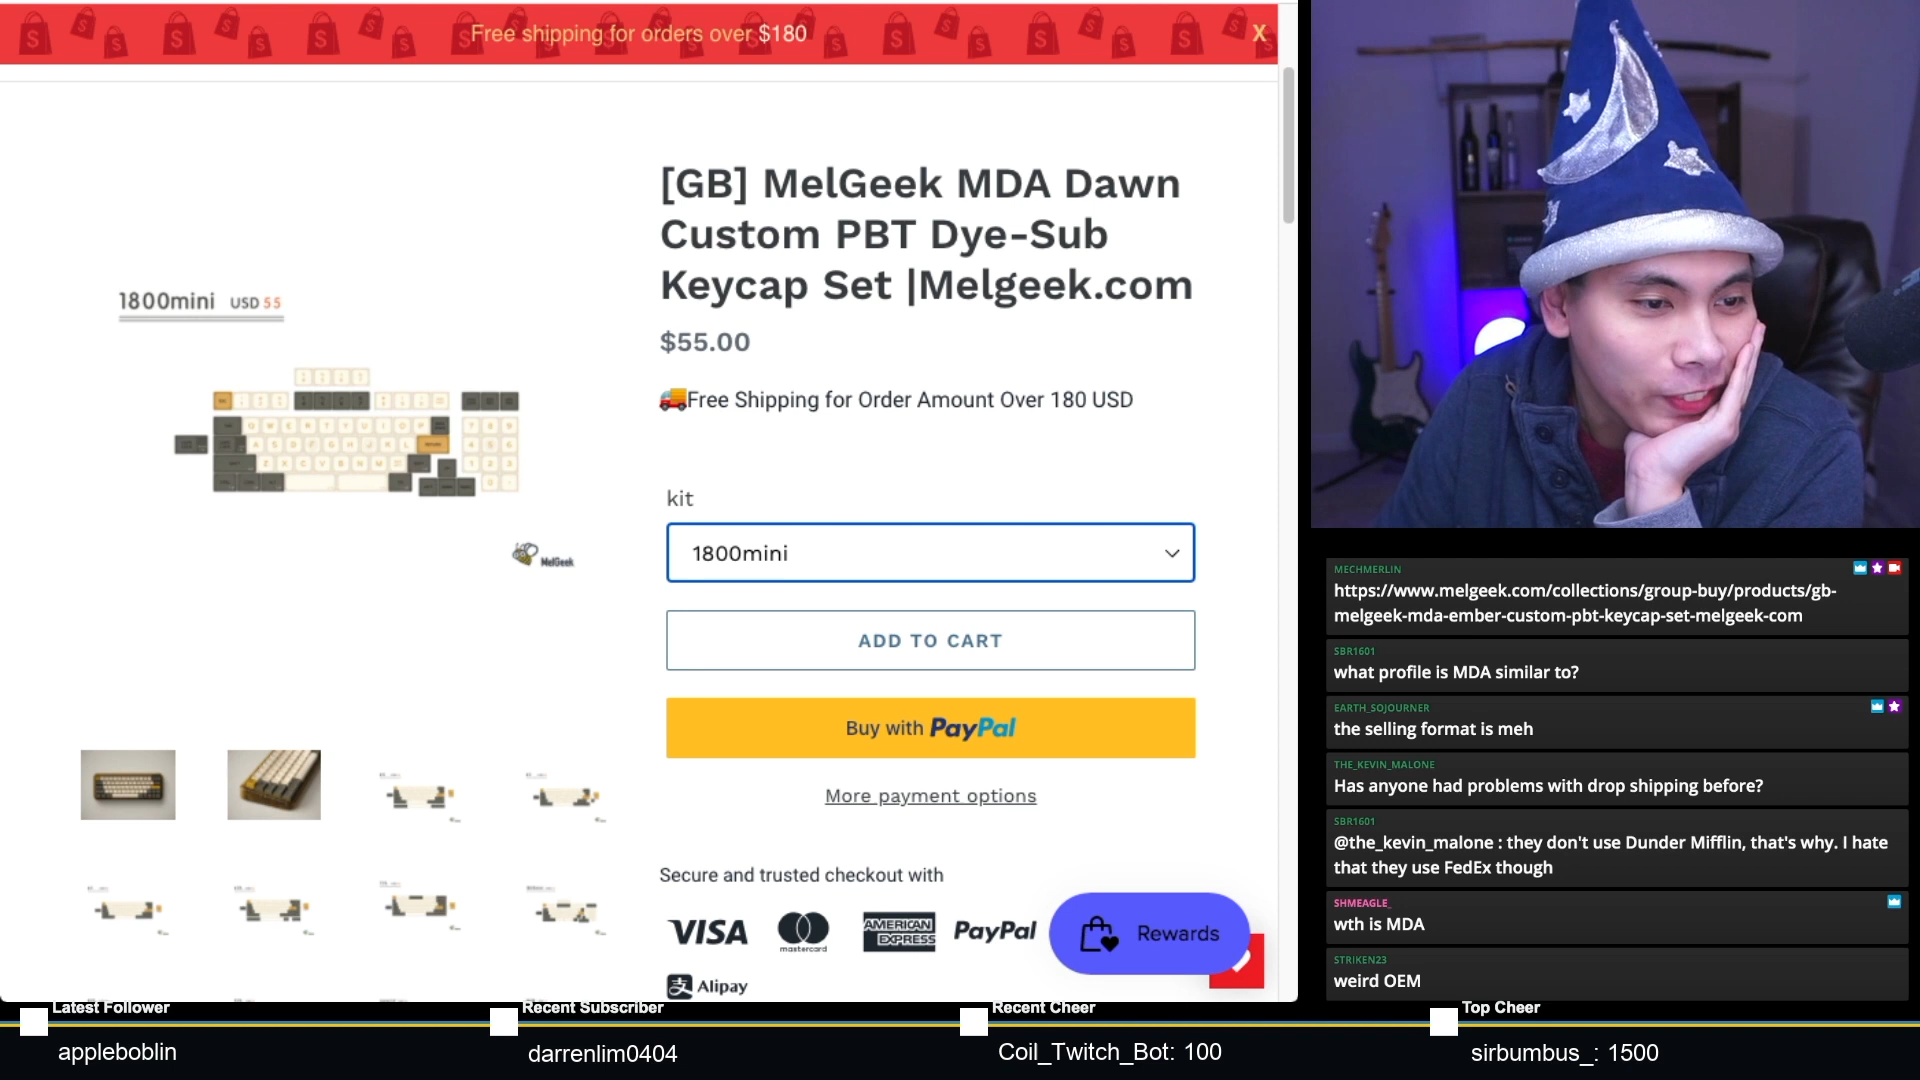 Free shipping for orders over $180
X
[GB] MelGeek MDA Dawn
Custom PBT Dye-Sub
Keycap Set |Melgeek.com
$55.00
🚚Free Shipping for Order Amount Over 180 USD
1800mini USD 55
MelGeek
kit
1800mini
ADD TO CART
Buy with PayPal
More payment options
Secure and trusted checkout with
VISA
mastercard
AMERICAN EXPRESS
PayPal
Alipay
Rewards
MECHMERLIN
https://www.melgeek.com/collections/group-buy/products/gb-
melgeek-mda-ember-custom-pbt-keycap-set-melgeek-com
SBR1601
what profile is MDA similar to?
EARTH_SOJOURNER
the selling format is meh
THE_KEVIN_MALONE
Has anyone had problems with drop shipping before?
SBR1601
@the_kevin_malone : they don't use Dunder Mifflin, that's why. I hate
that they use FedEx though
SHMEAGLE_
wth is MDA
STRIKEN23
weird OEM
Latest Follower
appleboblin
Recent Subscriber
darrenlim0404
Recent Cheer
Coil_Twitch_Bot: 100
Top Cheer
sirbumbus_: 1500